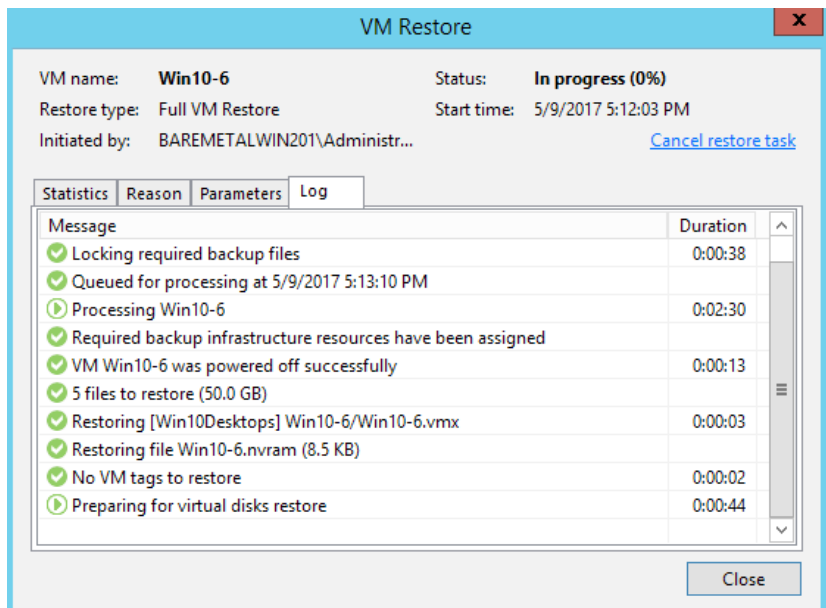 VM Restore
x
VM name: Win10-6 Status: In progress (0%)
Restore type: Full VM Restore Start time: 5/9/2017 5:12:03 PM
Initiated by: BAREMETALWIN201\Administr... Cancel restore task
Statistics Reason Parameters Log
Message Duration
Locking required backup files 0:00:38
Queued for processing at 5/9/2017 5:13:10 PM
Processing Win10-6 0:02:30
Required backup infrastructure resources have been assigned
VM Win10-6 was powered off successfully 0:00:13
5 files to restore (50.0 GB)
Restoring [Win10Desktops] Win10-6/Win10-6.vmx 0:00:03
Restoring file Win10-6.nvram (8.5 KB)
No VM tags to restore 0:00:02
Preparing for virtual disks restore 0:00:44
Close